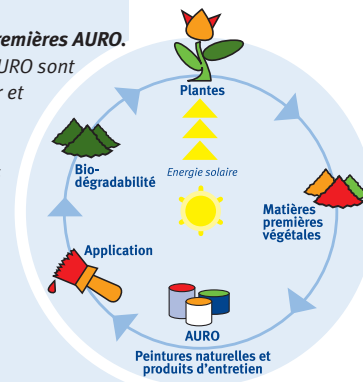 remières AURO.
URO sont
r et
Plantes
Energie solaire
Bio-
dégradabilité
Matières
premières
végétales
Application
AURO
Peintures naturelles et
produits d'entretien